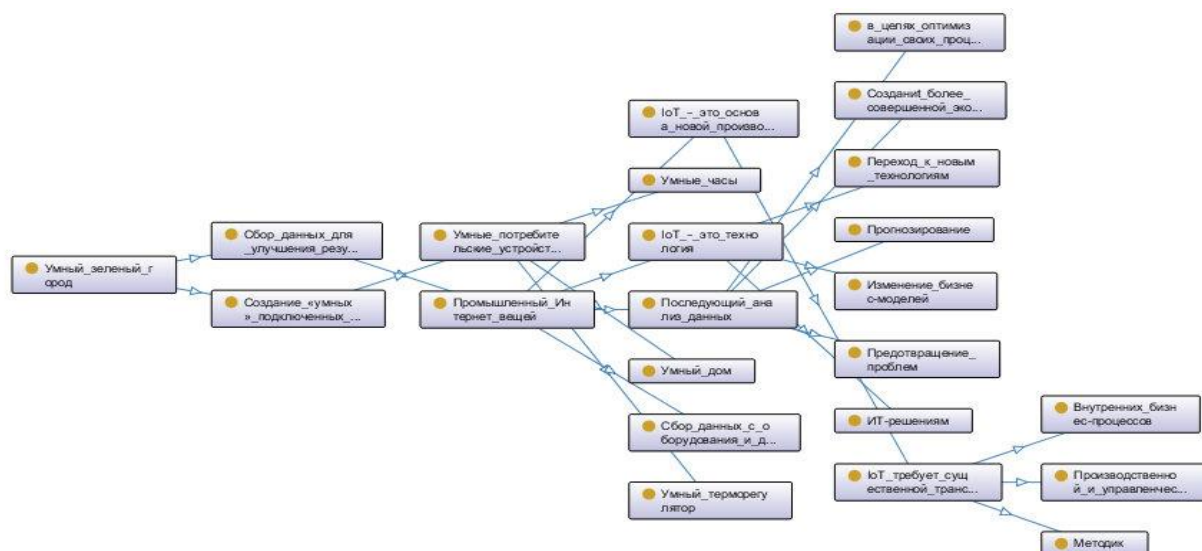 Умный_зеленый_г
ород
Сбор_данных_для
_улучшения_резу...
Создание_«умных
»_подключенных_...
Умные_потребите
льские_устройст...
Промышленный_Ин
тернет_вещей
IoT_-_это_основ
а_новой_произво...
Умные_часы
IoT_-_это_техно
логия
Последующий_ана
лиз_данных
Умный_дом
Сбор_данных_с_о
борудования_и_д...
Умный_терморегу
лятор
в_целях_оптимиз
ации_своих_проц...
Созданиt_более_
совершенной_эко...
Переход_к_новым
_технологиям
Прогнозирование
Изменение_бизне
с-моделей
Предотвращение_
проблем
ИТ-решениям
IoT_требует_сущ
ественной_транс...
Внутренних_бизн
ес-процессов
Производственно
й_и_управленчес...
Методик